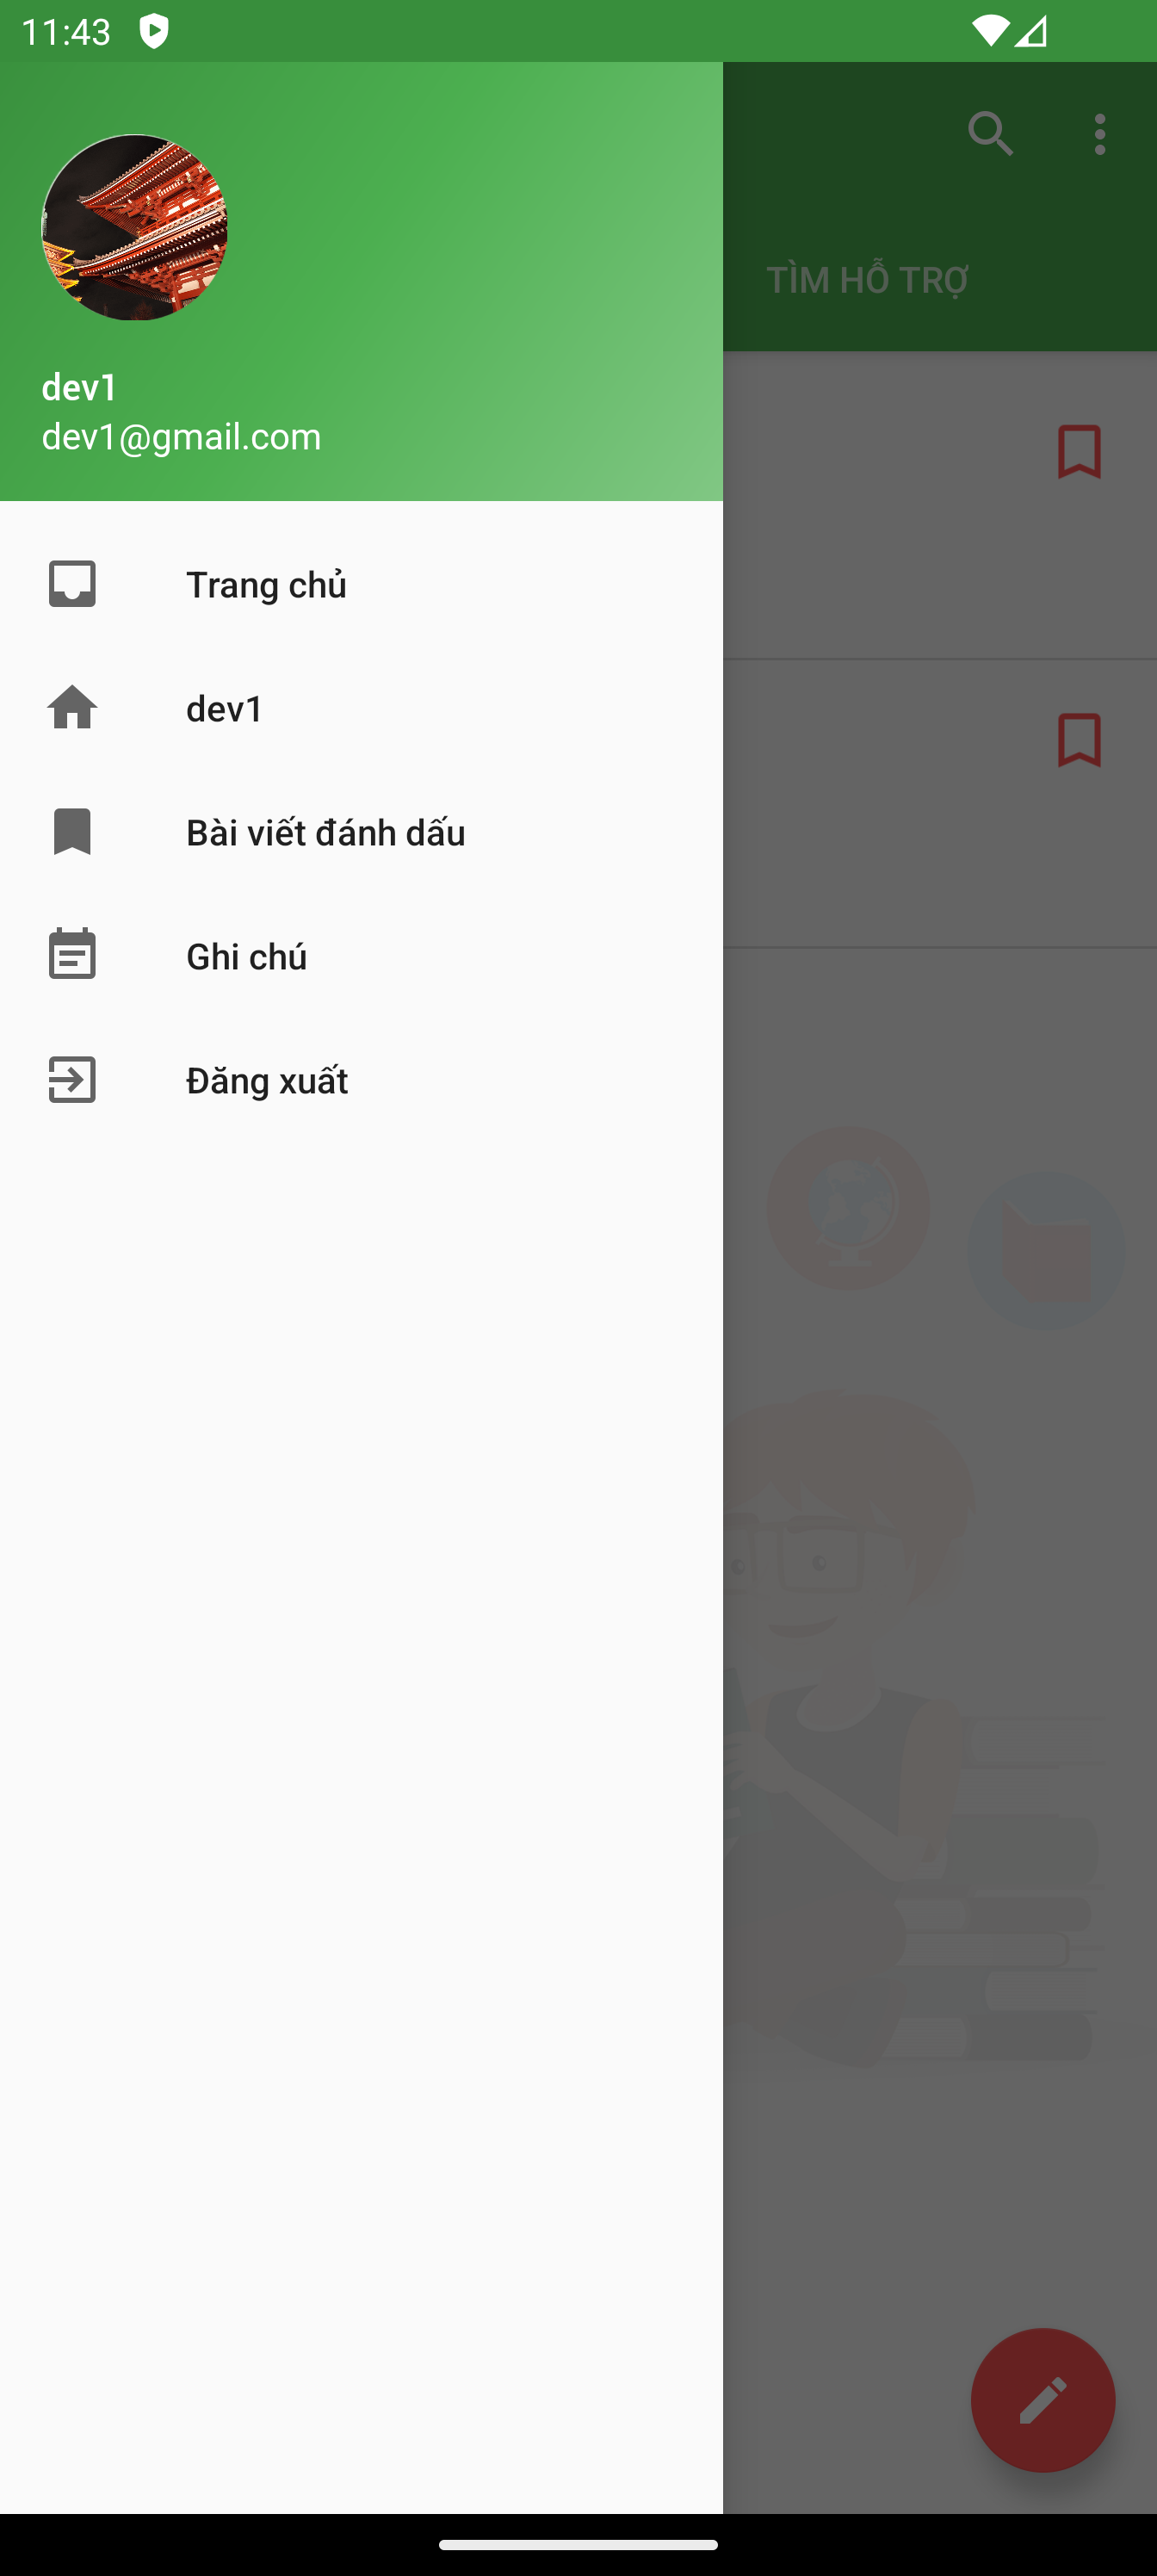 11:43
TÌM HỖ TRỢ
dev1
dev1@gmail.com
Trang chủ
dev1
Bài viết đánh dấu
Ghi chú
Đăng xuất